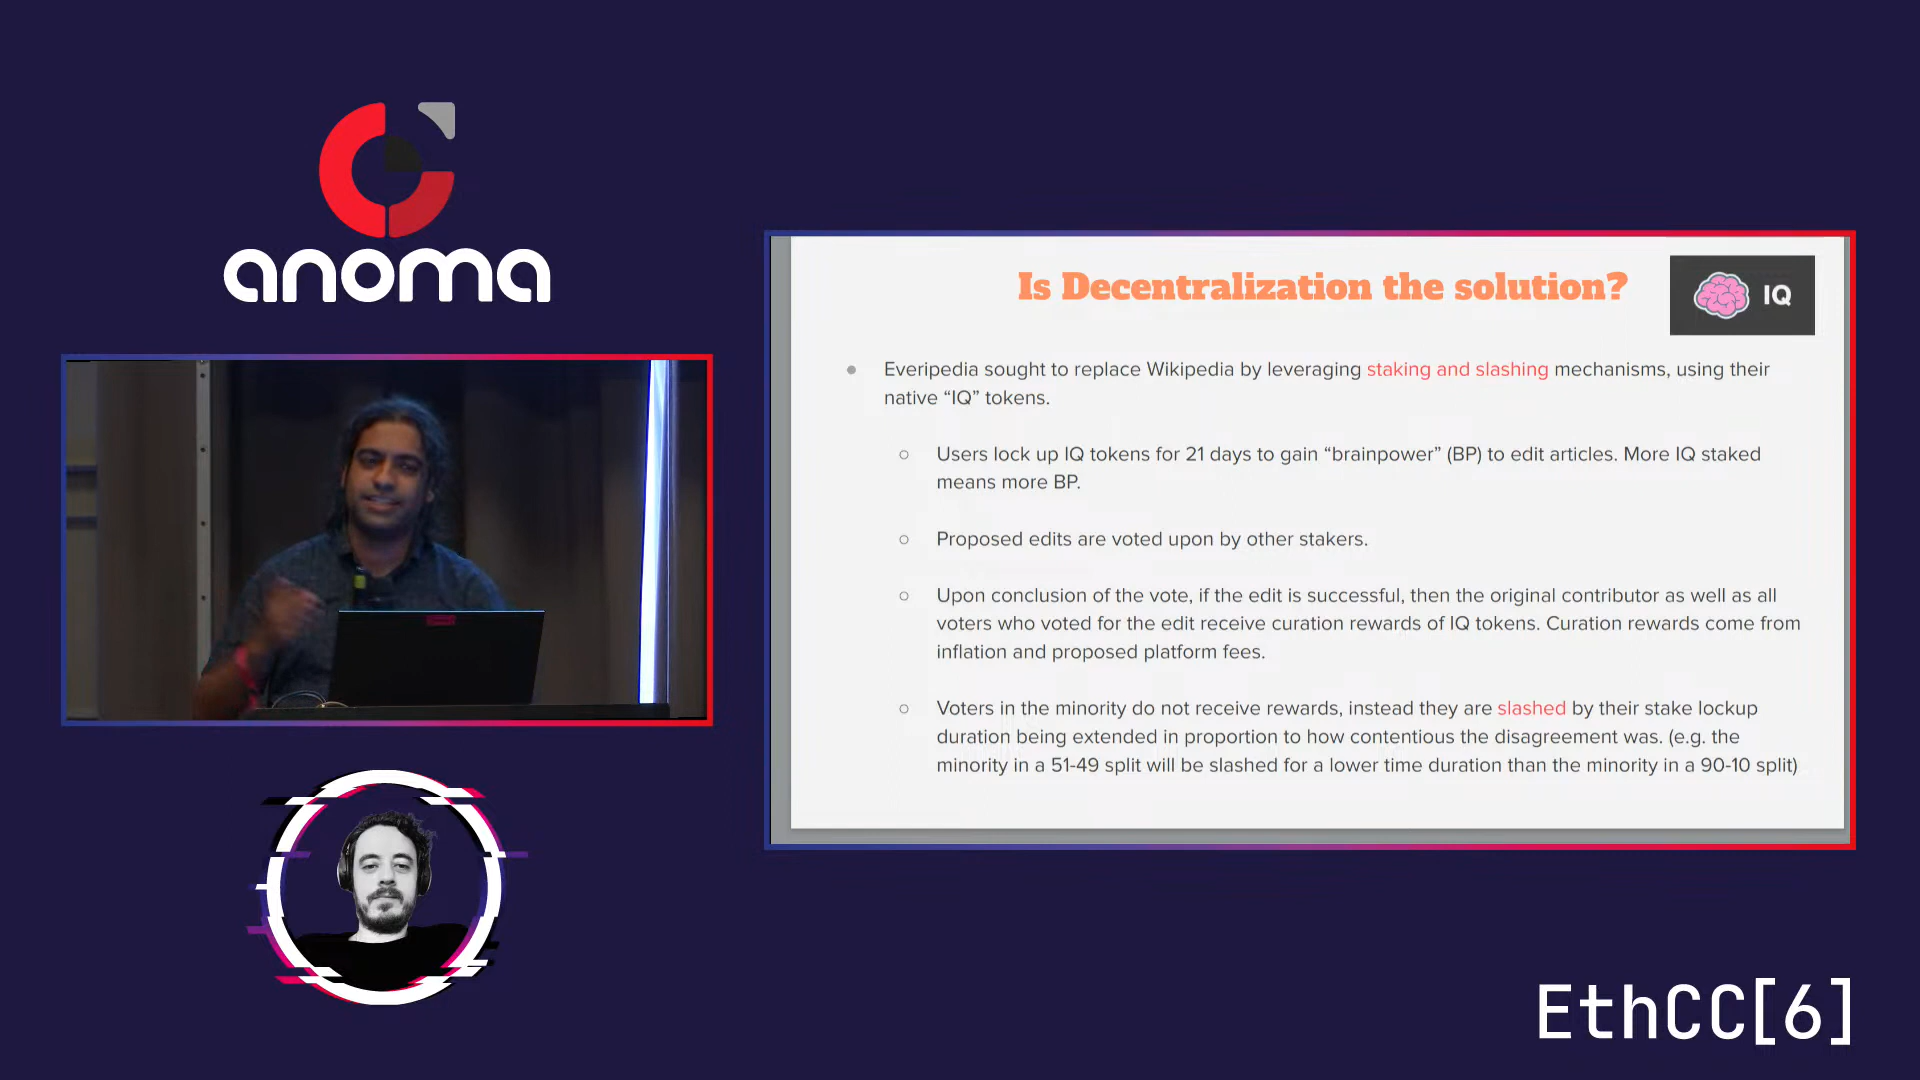 anoma
Is Decentralization the solution?
IQ
Everipedia sought to replace Wikipedia by leveraging staking and slashing mechanisms, using their
native “IQ” tokens.
Users lock up IQ tokens for 21 days to gain “brainpower” (BP) to edit articles. More IQ staked
means more BP.
Proposed edits are voted upon by other stakers.
Upon conclusion of the vote, if the edit is successful, then the original contributor as well as all
voters who voted for the edit receive curation rewards of IQ tokens. Curation rewards come from
inflation and proposed platform fees.
Voters in the minority do not receive rewards, instead they are slashed by their stake lockup
duration being extended in proportion to how contentious the disagreement was. (e.g. the
minority in a 51-49 split will be slashed for a lower time duration than the minority in a 90-10 split)
EthCC[6]